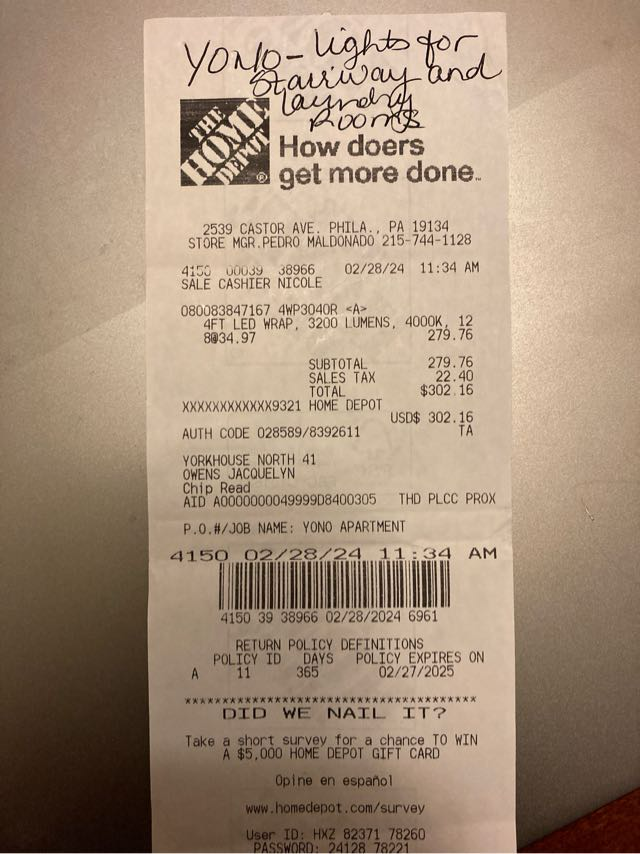 YONO- Lights for
Stairway and
Laundry
Rooms
THE
HOME
DEPOT
How doers
get more done.
2539 CASTOR AVE. PHILA., PA 19134
STORE MGR.PEDRO MALDONADO 215-744-1128
4150 00039 38966 02/28/24 11:34 AM
SALE CASHIER NICOLE
080083847167 4WP3040R <A>
4FT LED WRAP, 3200 LUMENS, 4000K, 12
8@34.97 279.76
SUBTOTAL 279.76
SALES TAX 22.40
TOTAL $302.16
XXXXXXXXXXXX9321 HOME DEPOT
USD$ 302.16
AUTH CODE 028589/8392611 TA
YORKHOUSE NORTH 41
OWENS JACQUELYN
Chip Read
AID A0000000049999D8400305 THD PLCC PROX
P.O.#/JOB NAME: YONO APARTMENT
4150 02/28/24 11:34 AM
4150 39 38966 02/28/2024 6961
RETURN POLICY DEFINITIONS
POLICY ID DAYS POLICY EXPIRES ON
A 11 365 02/27/2025
************************************
DID WE NAIL IT?
Take a short survey for a chance TO WIN
A $5,000 HOME DEPOT GIFT CARD
Opine en español
www.homedepot.com/survey
User ID: HXZ 82371 78260
PASSWORD: 24128 78221